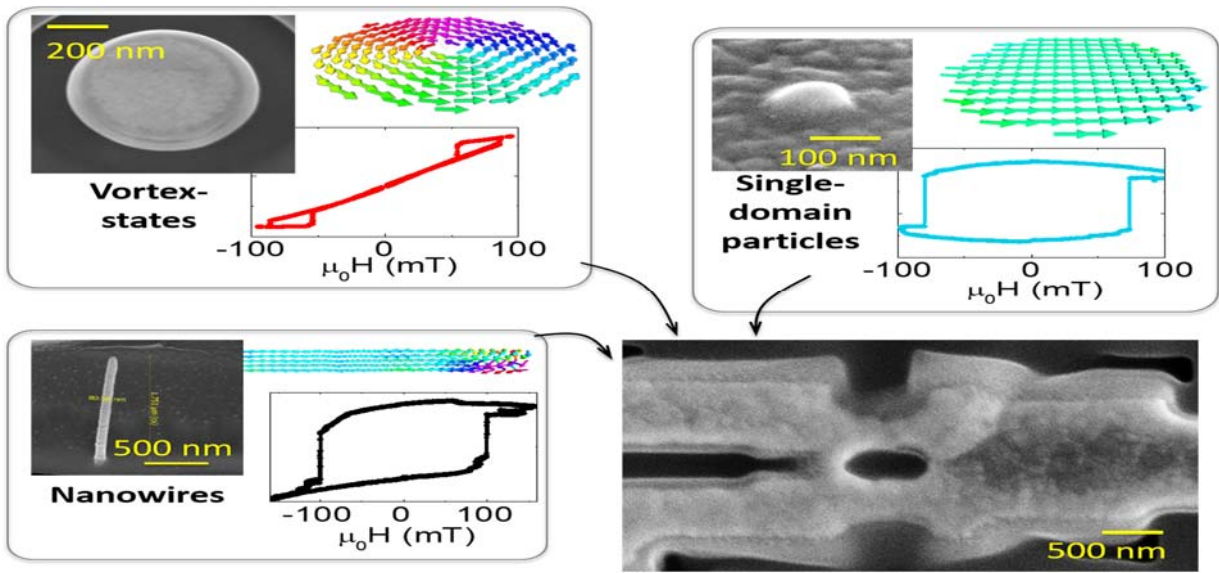 200 nm
Vortex-
states
-100 0 100
μ₀H (mT)
100 nm
Single-
domain
particles
-100 0 100
μ₀H (mT)
500 nm
Nanowires
-100 0 100
μ₀H (mT)
500 nm